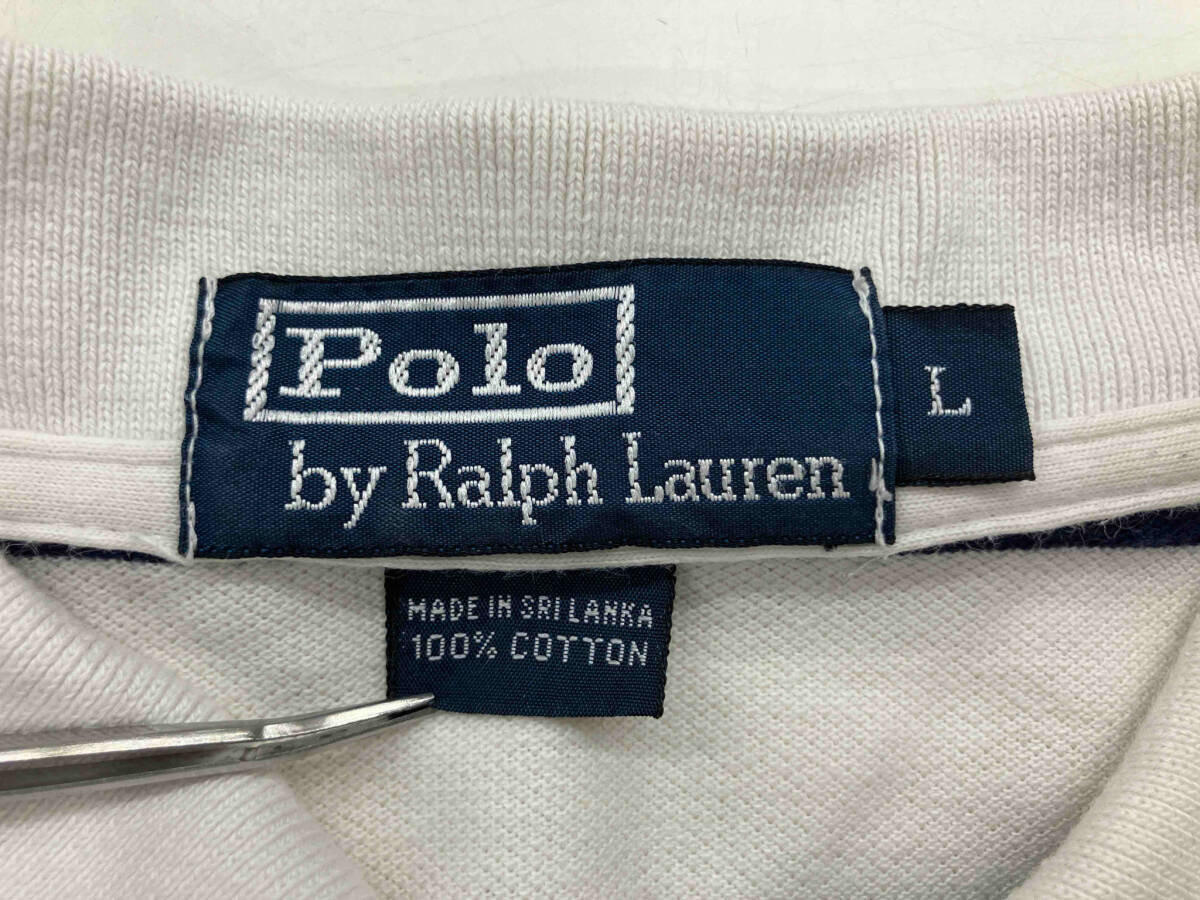 Polo
by Ralph Lauren
L
MADE IN SRI LANKA
100% COTTON